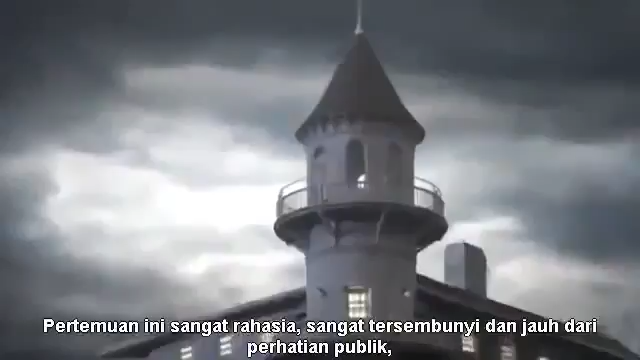 Pertemuan ini sangat rahasia, sangat tersembunyi dan jauh dari
perhatian publik,